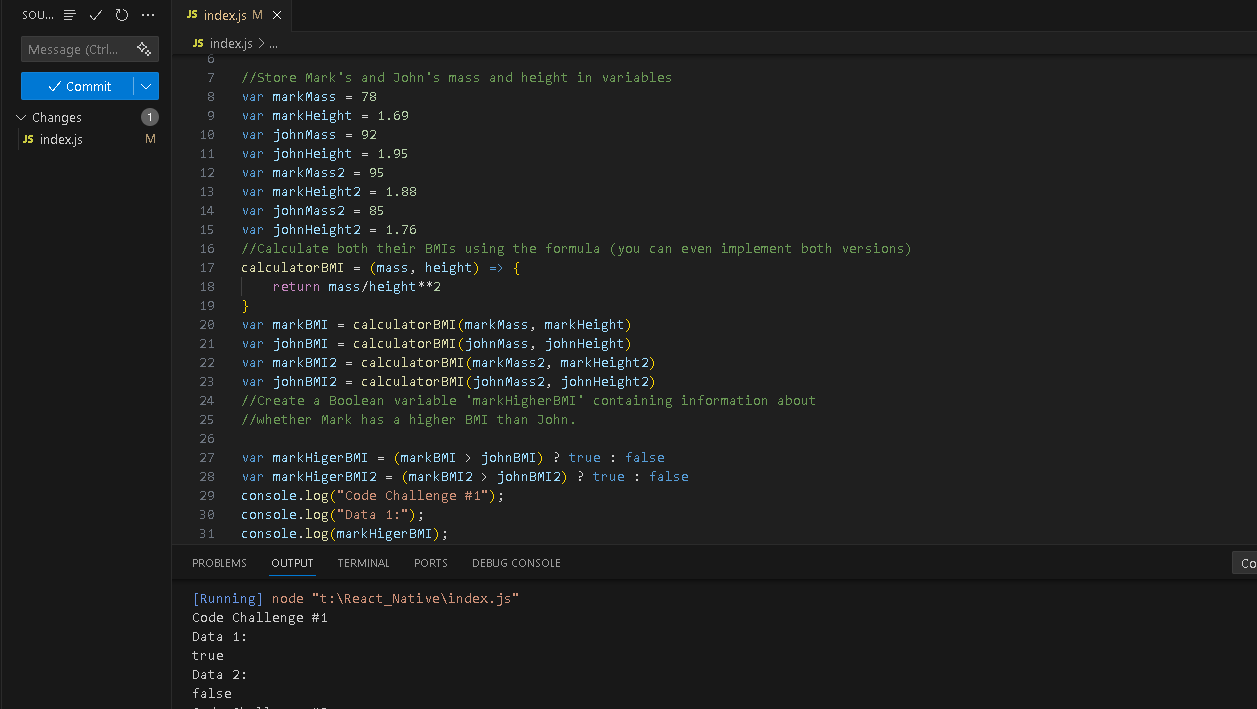 SOU...
Message (Ctrl...
Commit
Changes 1
JS index.js M
JS index.js M
JS index.js > ...
6
7 //Store Mark's and John's mass and height in variables
8 var markMass = 78
9 var markHeight = 1.69
10 var johnMass = 92
11 var johnHeight = 1.95
12 var markMass2 = 95
13 var markHeight2 = 1.88
14 var johnMass2 = 85
15 var johnHeight2 = 1.76
16 //Calculate both their BMIs using the formula (you can even implement both versions)
17 calculatorBMI = (mass, height) => {
18 return mass/height**2
19 }
20 var markBMI = calculatorBMI(markMass, markHeight)
21 var johnBMI = calculatorBMI(johnMass, johnHeight)
22 var markBMI2 = calculatorBMI(markMass2, markHeight2)
23 var johnBMI2 = calculatorBMI(johnMass2, johnHeight2)
24 //Create a Boolean variable 'markHigherBMI' containing information about
25 //whether Mark has a higher BMI than John.
26
27 var markHigerBMI = (markBMI > johnBMI) ? true : false
28 var markHigerBMI2 = (markBMI2 > johnBMI2) ? true : false
29 console.log("Code Challenge #1");
30 console.log("Data 1:");
31 console.log(markHigerBMI);
PROBLEMS OUTPUT TERMINAL PORTS DEBUG CONSOLE Co
[Running] node "t:\React_Native\index.js"
Code Challenge #1
Data 1:
true
Data 2:
false